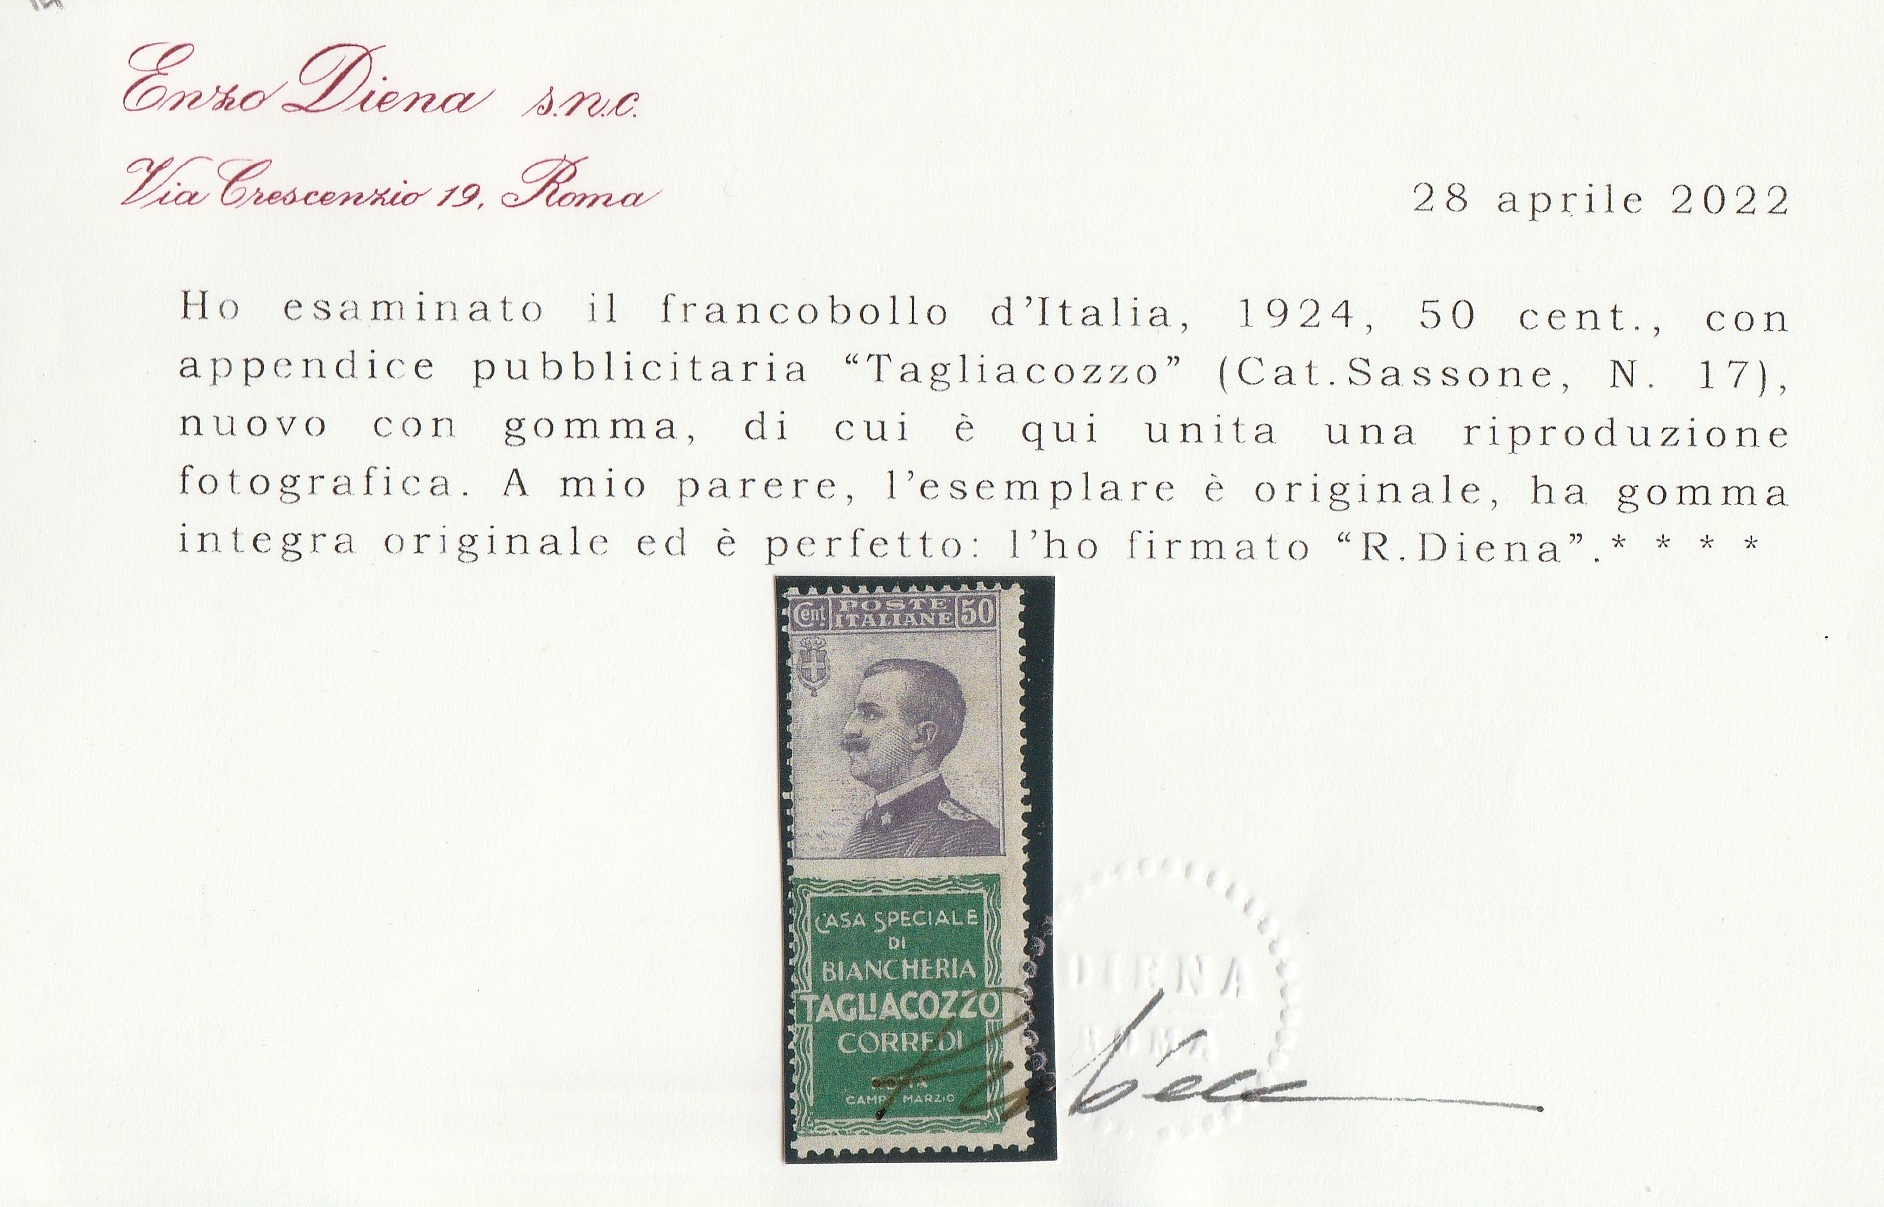 Enzo Diena s.n.c.
Via Crescenzio 19, Roma
28 aprile 2022
Ho esaminato il francobollo d'Italia, 1924, 50 cent., con
appendice pubblicitaria “Tagliacozzo” (Cat.Sassone, N. 17),
nuovo con gomma, di cui è qui unita una riproduzione
fotografica. A mio parere, l'esemplare è originale, ha gomma
integra originale ed è perfetto: l'ho firmato “R.Diena”.* * * *
Cent. POSTE ITALIANE 50
CASA SPECIALE
DI
BIANCHERIA
TAGLIACOZZO
CORREDI
ROMA
CAMPO MARZIO
DIENA
ROMA